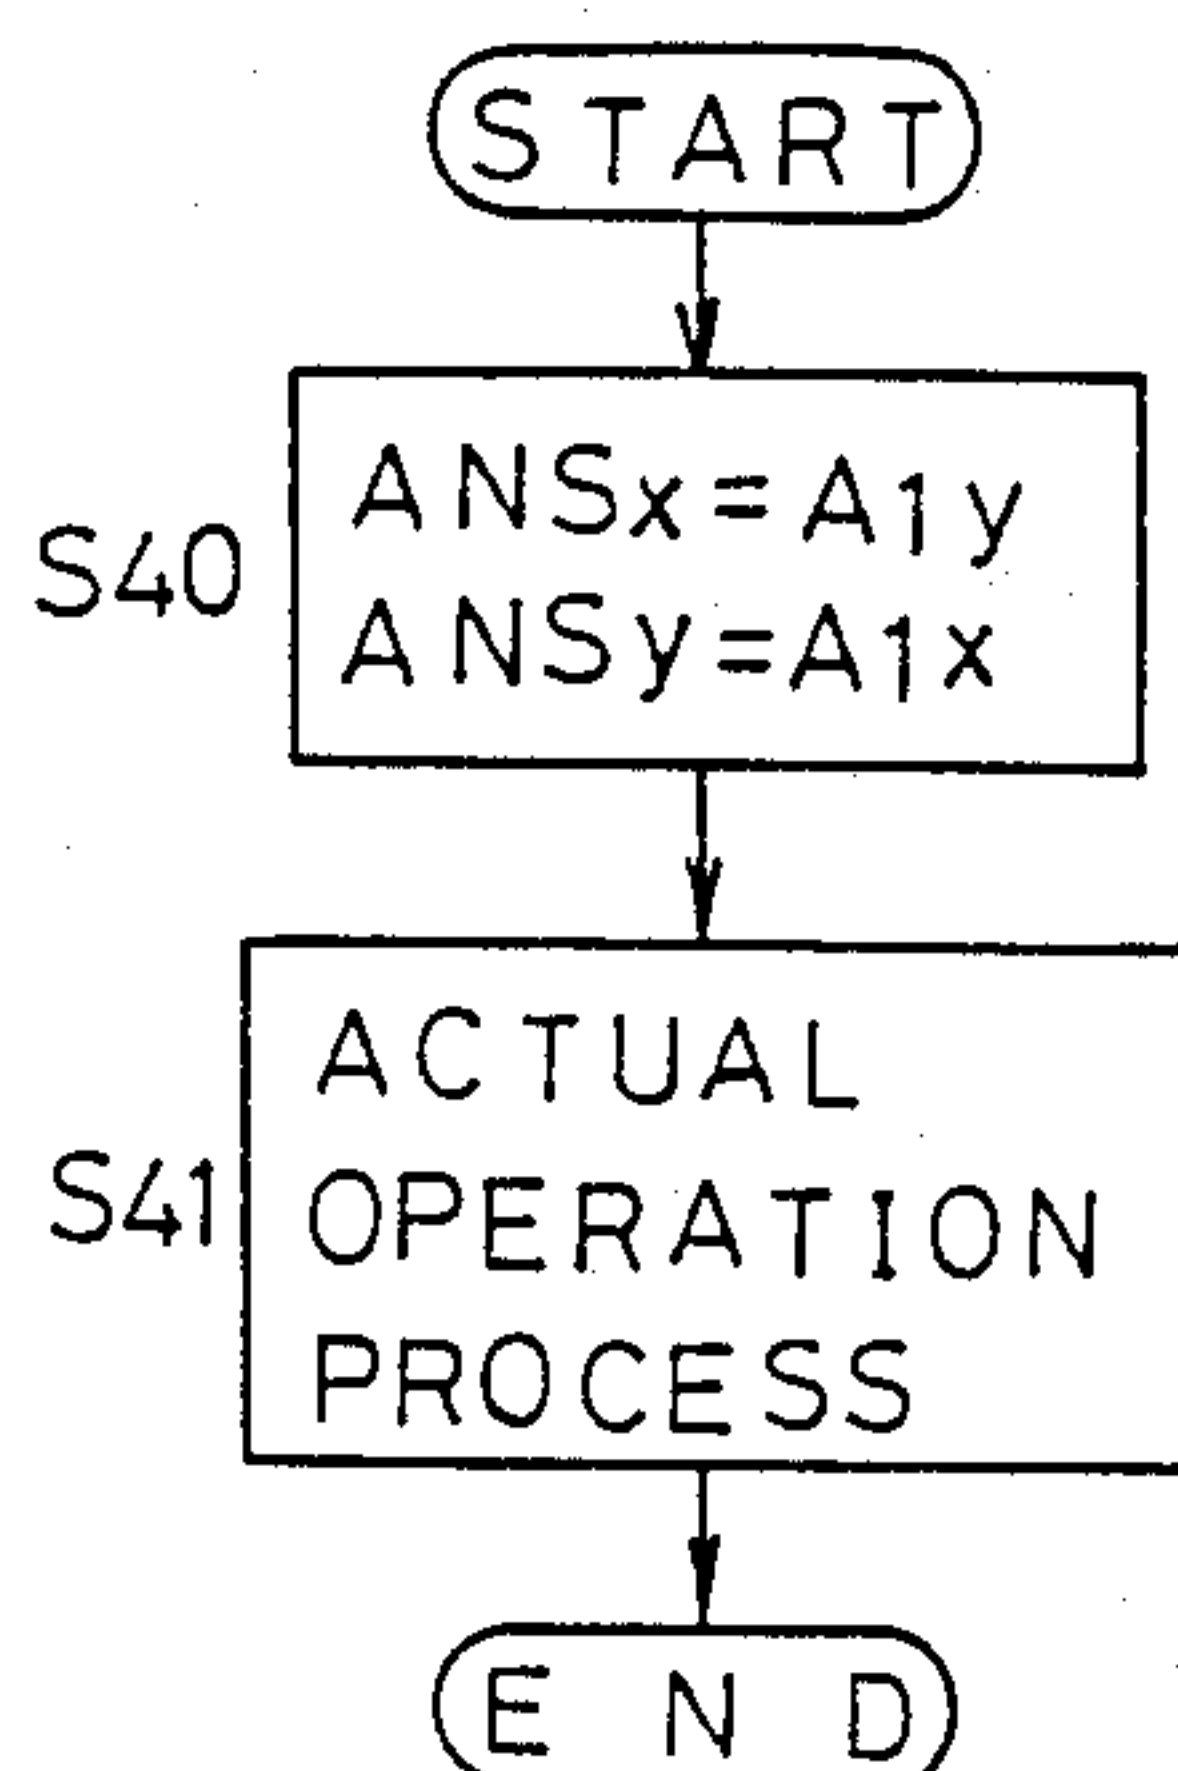 START
S40
ANSx=A1y
ANSy=A1x
S41
ACTUAL
OPERATION
PROCESS
END